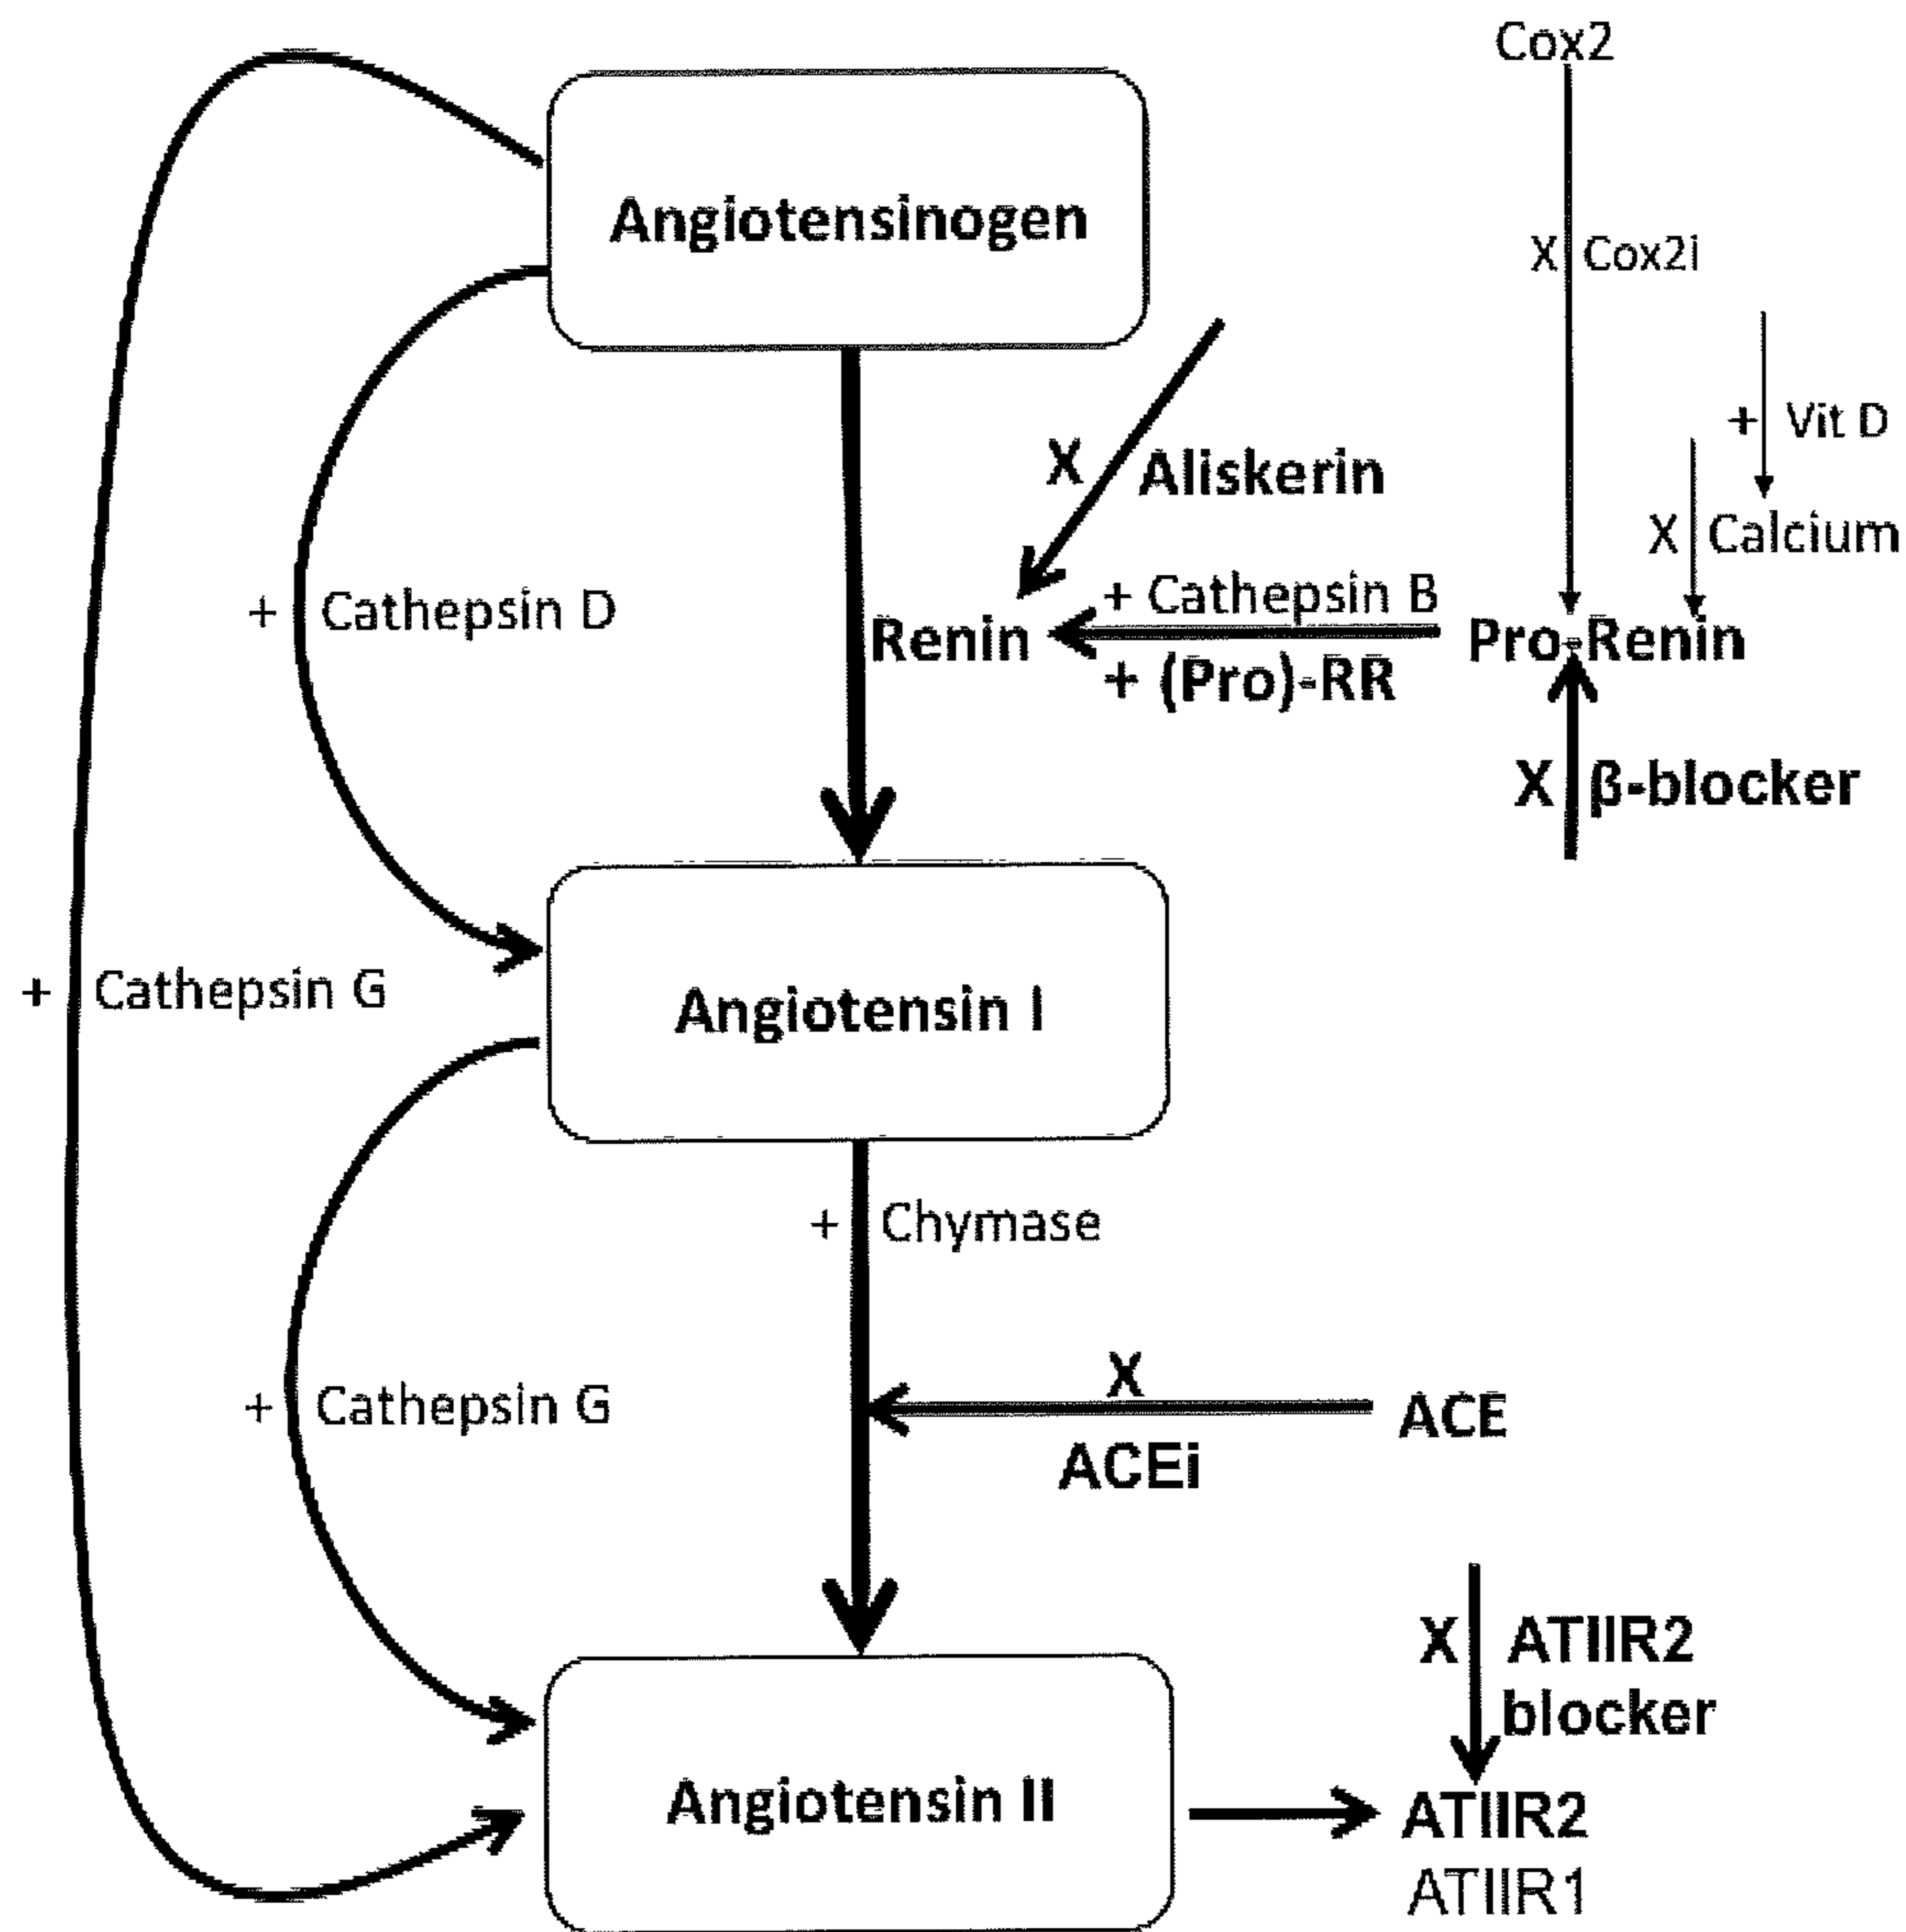 Cox2
Angiotensinogen
X Cox2i
+ Vit D
X Aliskerin
X Calcium
+ Cathepsin D
+ Cathepsin B
Renin
Pro-Renin
+ (Pro)-RR
X β-blocker
+ Cathepsin G
Angiotensin I
+ Chymase
X
+ Cathepsin G
ACE
ACEi
X ATIIR2
blocker
Angiotensin II
ATIIR2
ATIIR1